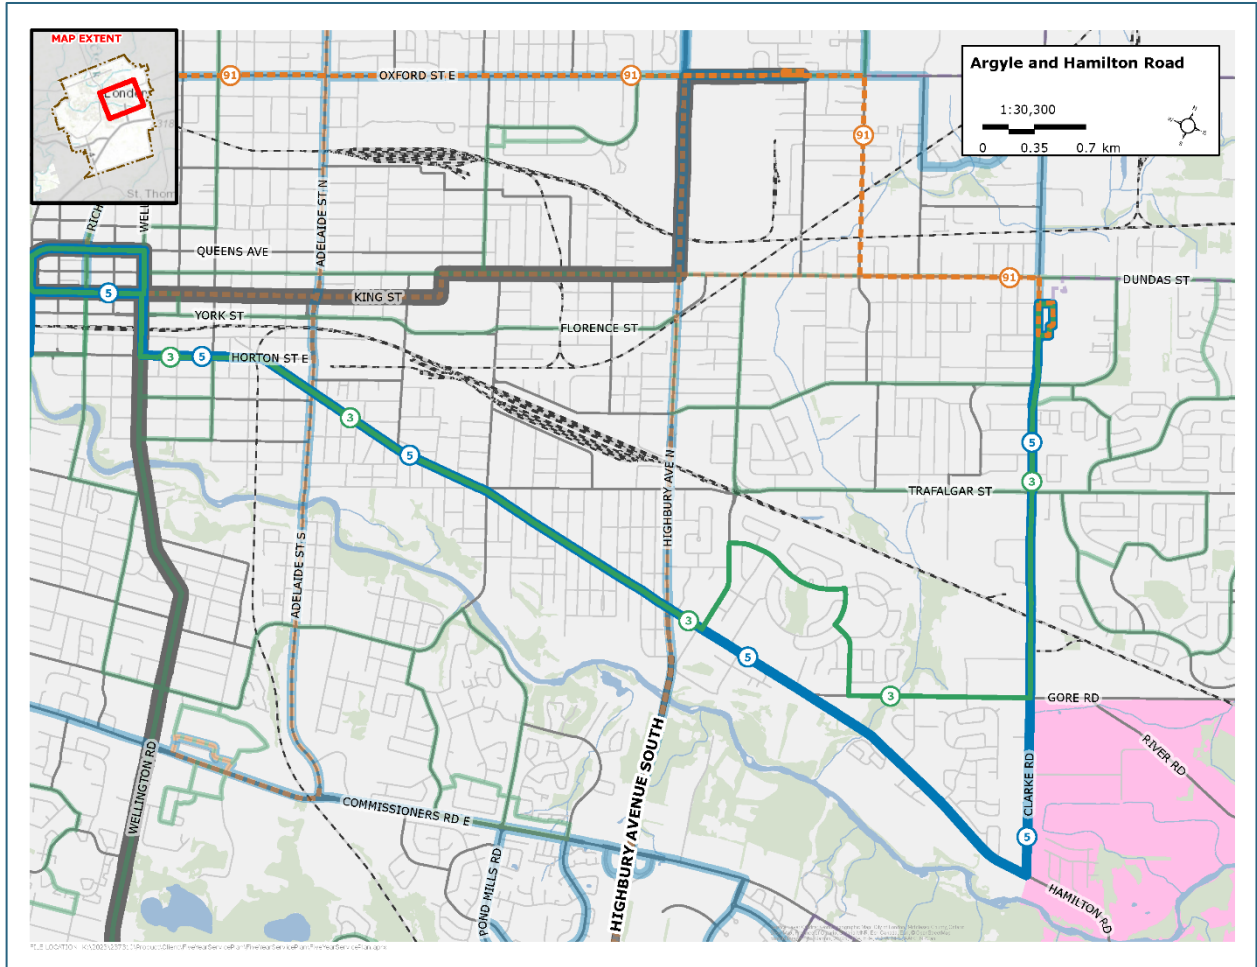 MAP EXTENT
London
St. Thom
Argyle and Hamilton Road
1:30,300
0 0.35 0.7 km
N
91
OXFORD ST E
91
91
RICH
WELL
ADELAIDE ST N
QUEENS AVE
91
DUNDAS ST
5
KING ST
YORK ST
FLORENCE ST
3
5
HORTON ST E
3
5
5
HIGHBURY AVE N
TRAFALGAR ST
3
ADELAIDE ST S
3
5
3
GORE RD
RIVER RD
WELLINGTON RD
HIGHBURY AVENUE SOUTH
CLARKE RD
COMMISSIONERS RD E
5
POND MILLS RD
HAMILTON RD